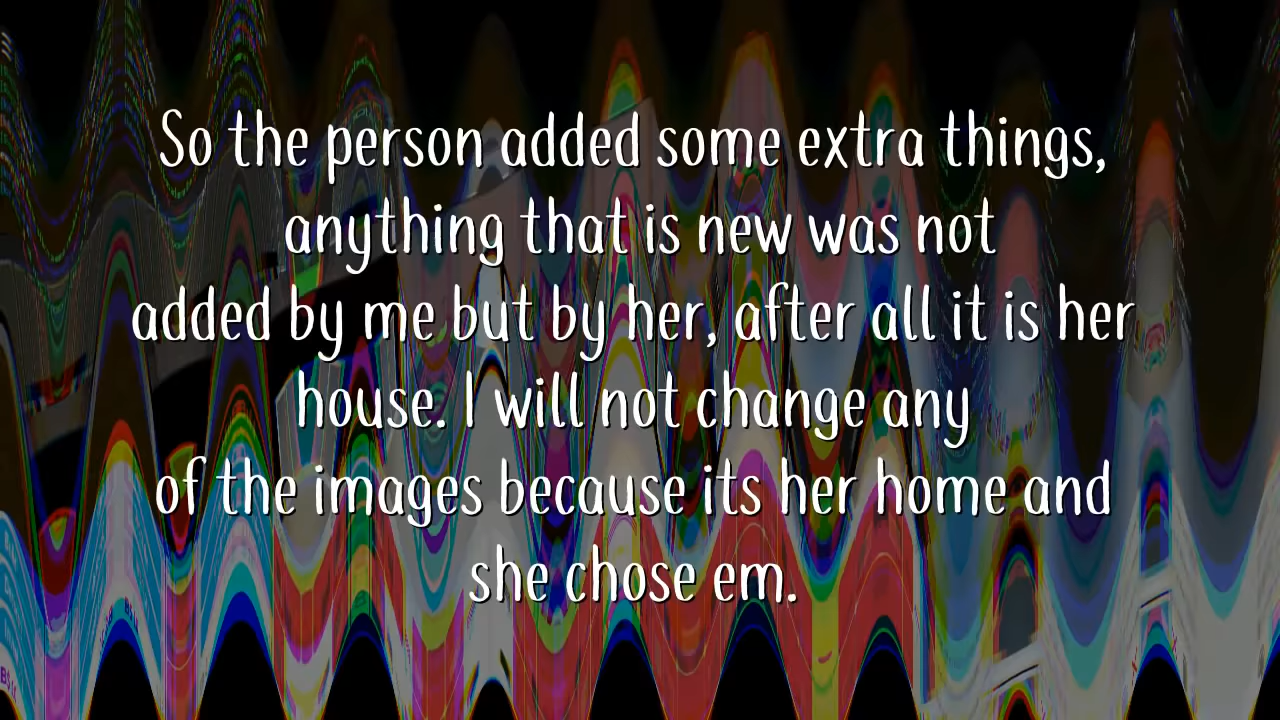 So the person added some extra things,
anything that is new was not
added by me but by her, after all it is her
house. I will not change any
of the images because its her home and
she chose em.